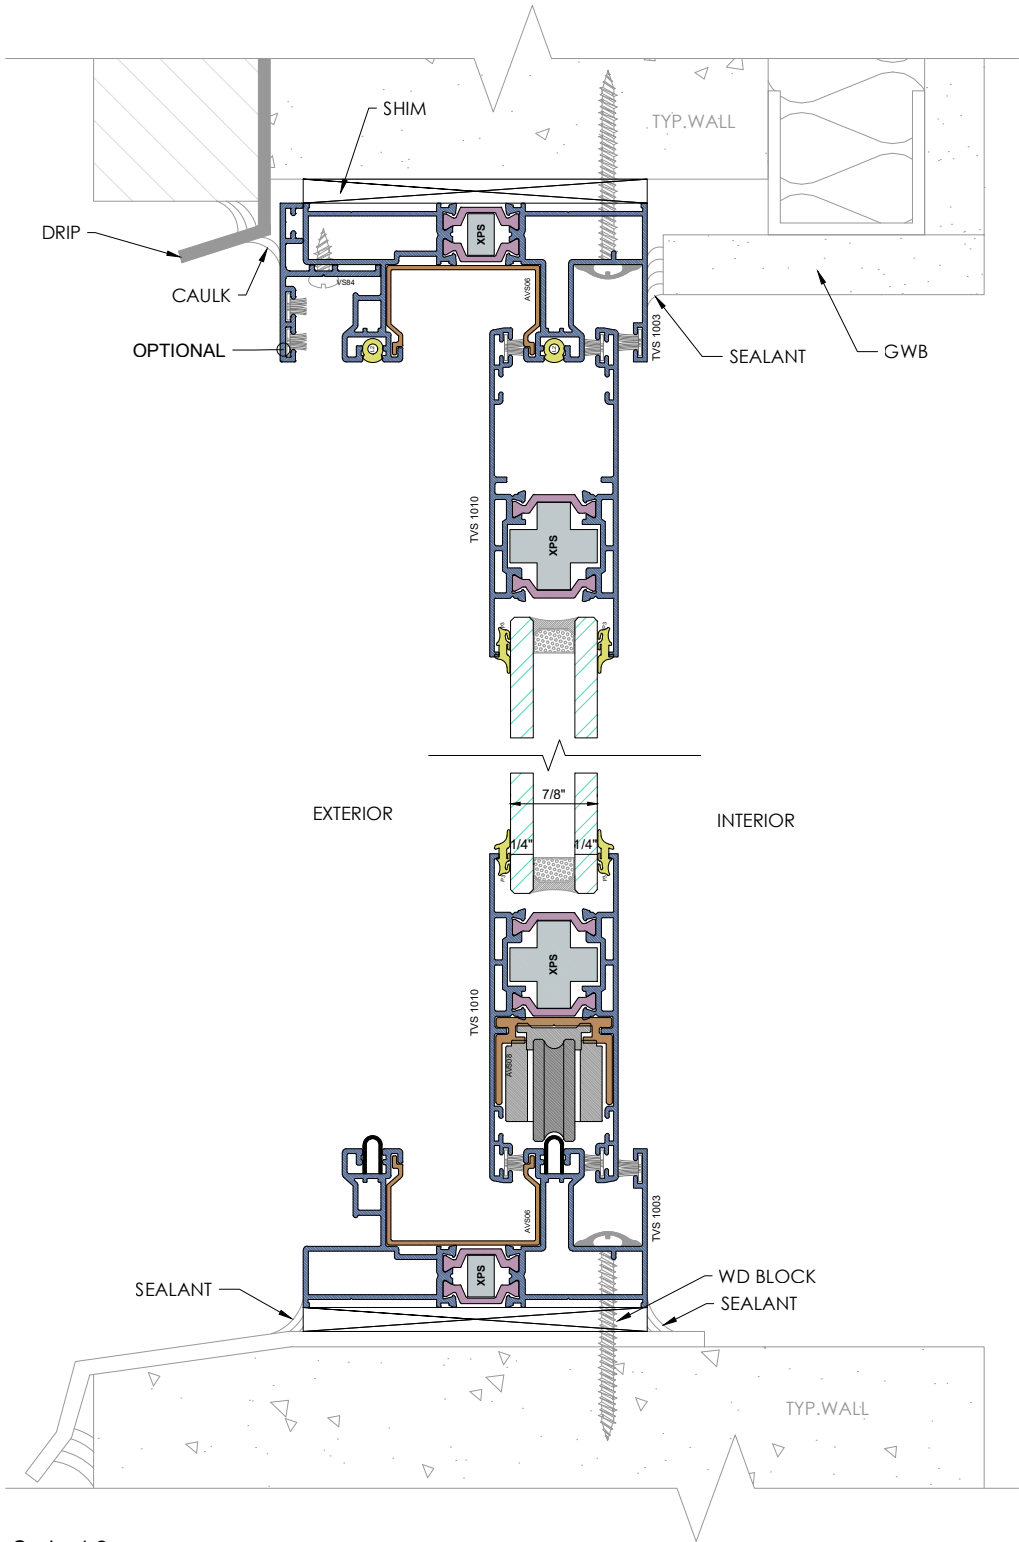 SHIM
TYP.WALL
DRIP
XPS
CAULK
VS84
AVS06
TVS 1003
OPTIONAL
SEALANT
GWB
TVS 1010
XPS
7/8"
EXTERIOR
INTERIOR
1/4"
1/4"
XPS
TVS 1010
AVS08
AVS06
TVS 1003
XPS
SEALANT
WD BLOCK
SEALANT
TYP.WALL